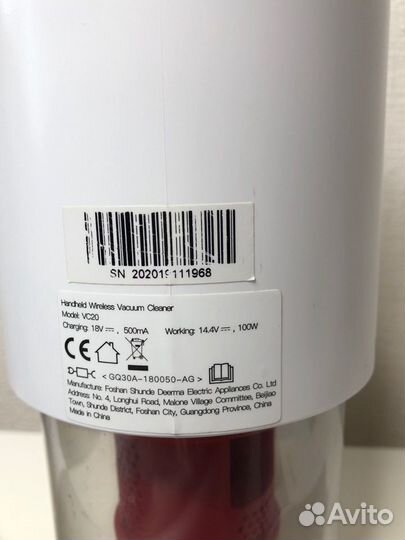 SN 202019111968
Handheld Wireless Vacuum Cleaner
Model: VC20
Charging: 18V⎓, 500mA Working: 14.4V⎓, 100W
CE
<GQ30A-180050-AG>
Manufacture: Foshan Shunde Deerma Electric Appliances Co. Ltd
Address: No. 4, Longhui Road, Malone Village Committee, Beijiao
Town, Shunde District, Foshan City, Guangdong Province, China
Made in China
Avito